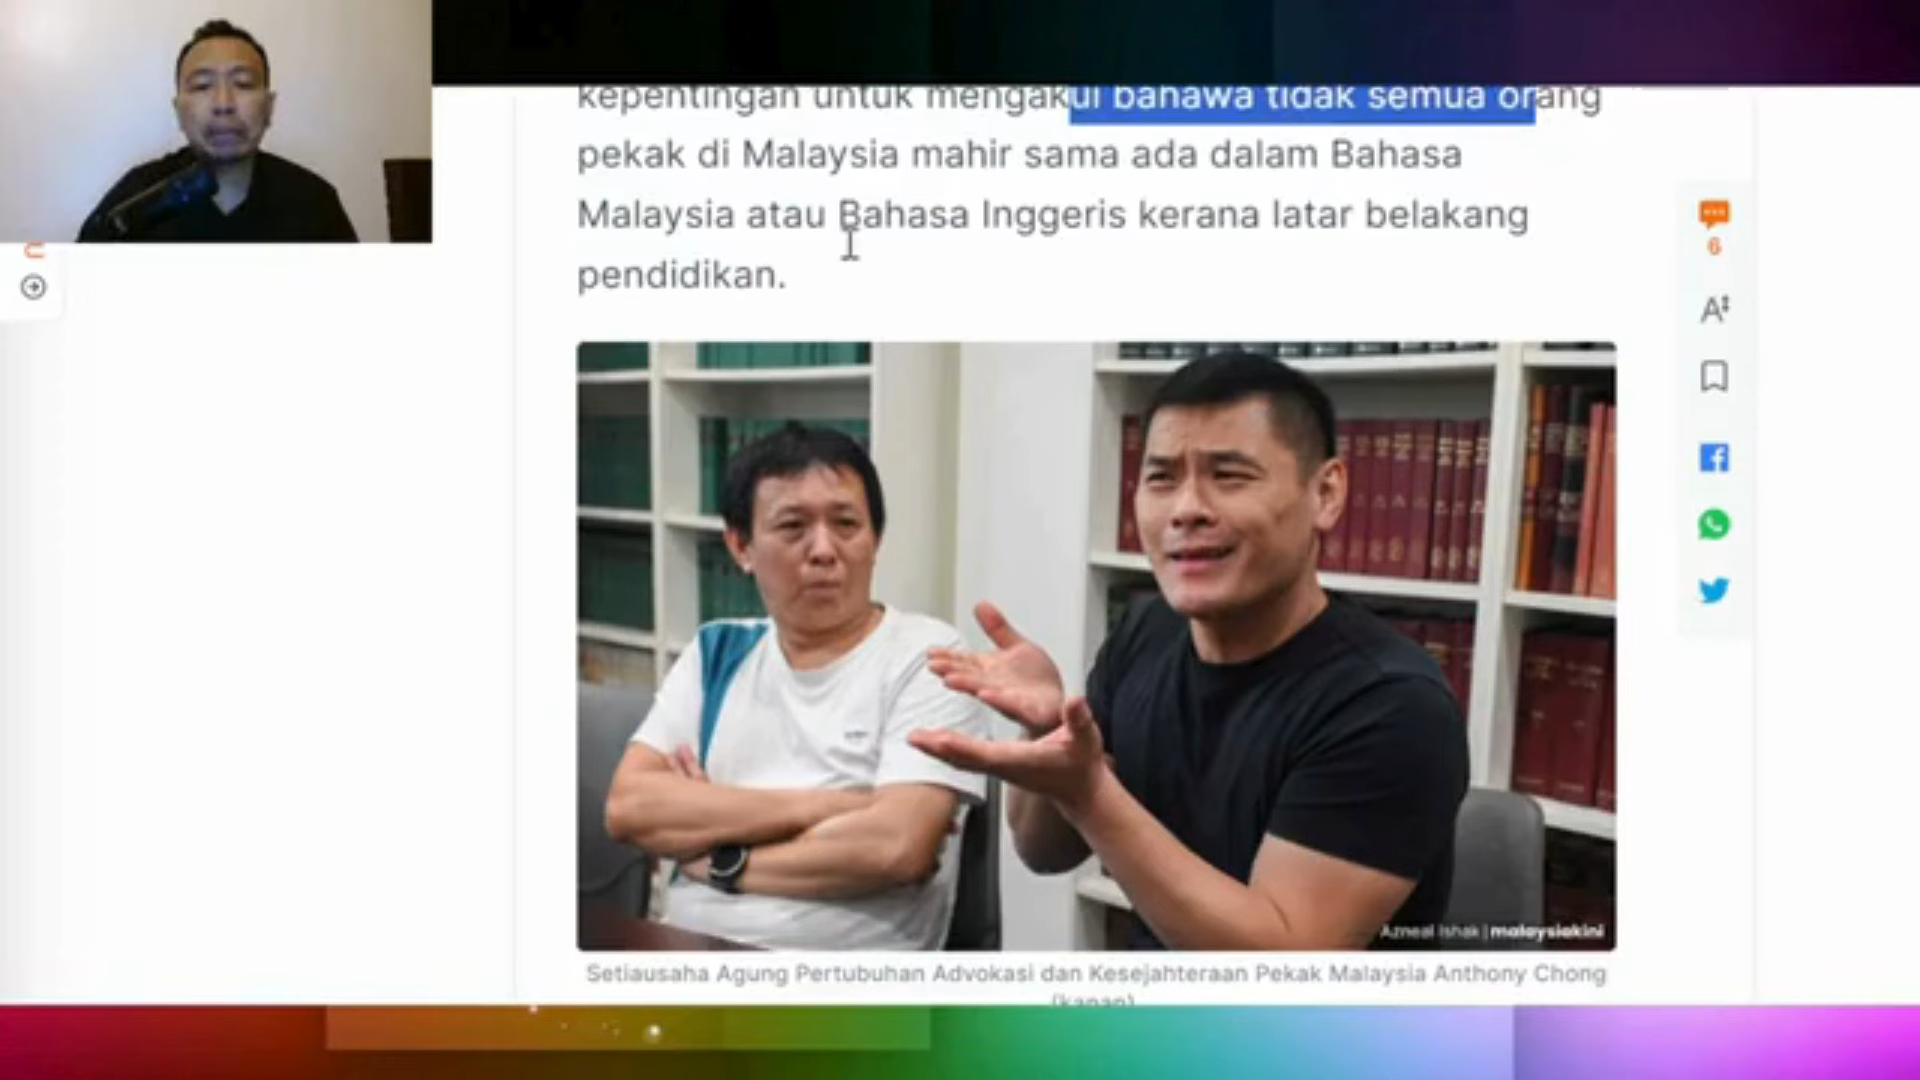 kepentingan untuk mengakui bahawa tidak semua orang
pekak di Malaysia mahir sama ada dalam Bahasa
Malaysia atau Bahasa Inggeris kerana latar belakang
pendidikan.
6
A
Azneal Ishak | malaysiakini
Setiausaha Agung Pertubuhan Advokasi dan Kesejahteraan Pekak Malaysia Anthony Chong
(kanan)